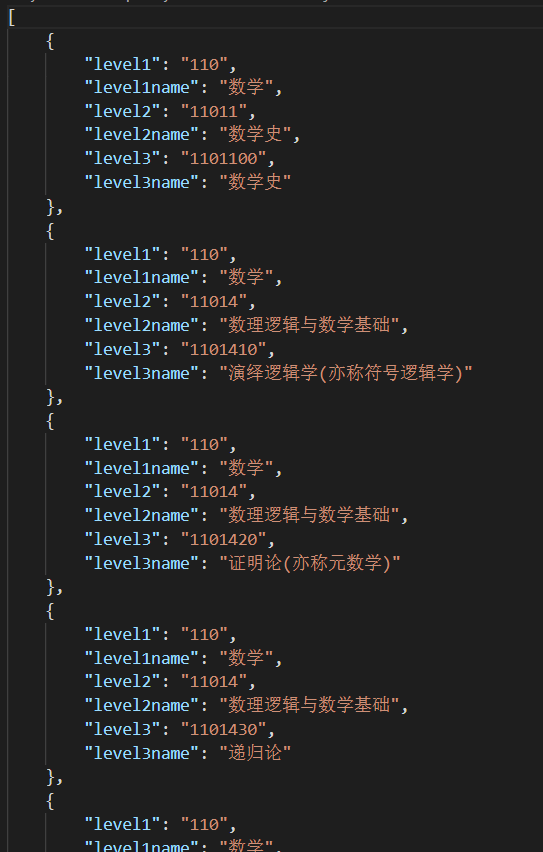 [
{
"level1": "110",
"level1name": "数学",
"level2": "11011",
"level2name": "数学史",
"level3": "1101100",
"level3name": "数学史"
},
{
"level1": "110",
"level1name": "数学",
"level2": "11014",
"level2name": "数理逻辑与数学基础",
"level3": "1101410",
"level3name": "演绎逻辑学(亦称符号逻辑学)"
},
{
"level1": "110",
"level1name": "数学",
"level2": "11014",
"level2name": "数理逻辑与数学基础",
"level3": "1101420",
"level3name": "证明论(亦称元数学)"
},
{
"level1": "110",
"level1name": "数学",
"level2": "11014",
"level2name": "数理逻辑与数学基础",
"level3": "1101430",
"level3name": "递归论"
},
{
"level1": "110",
"level1name": "数学",